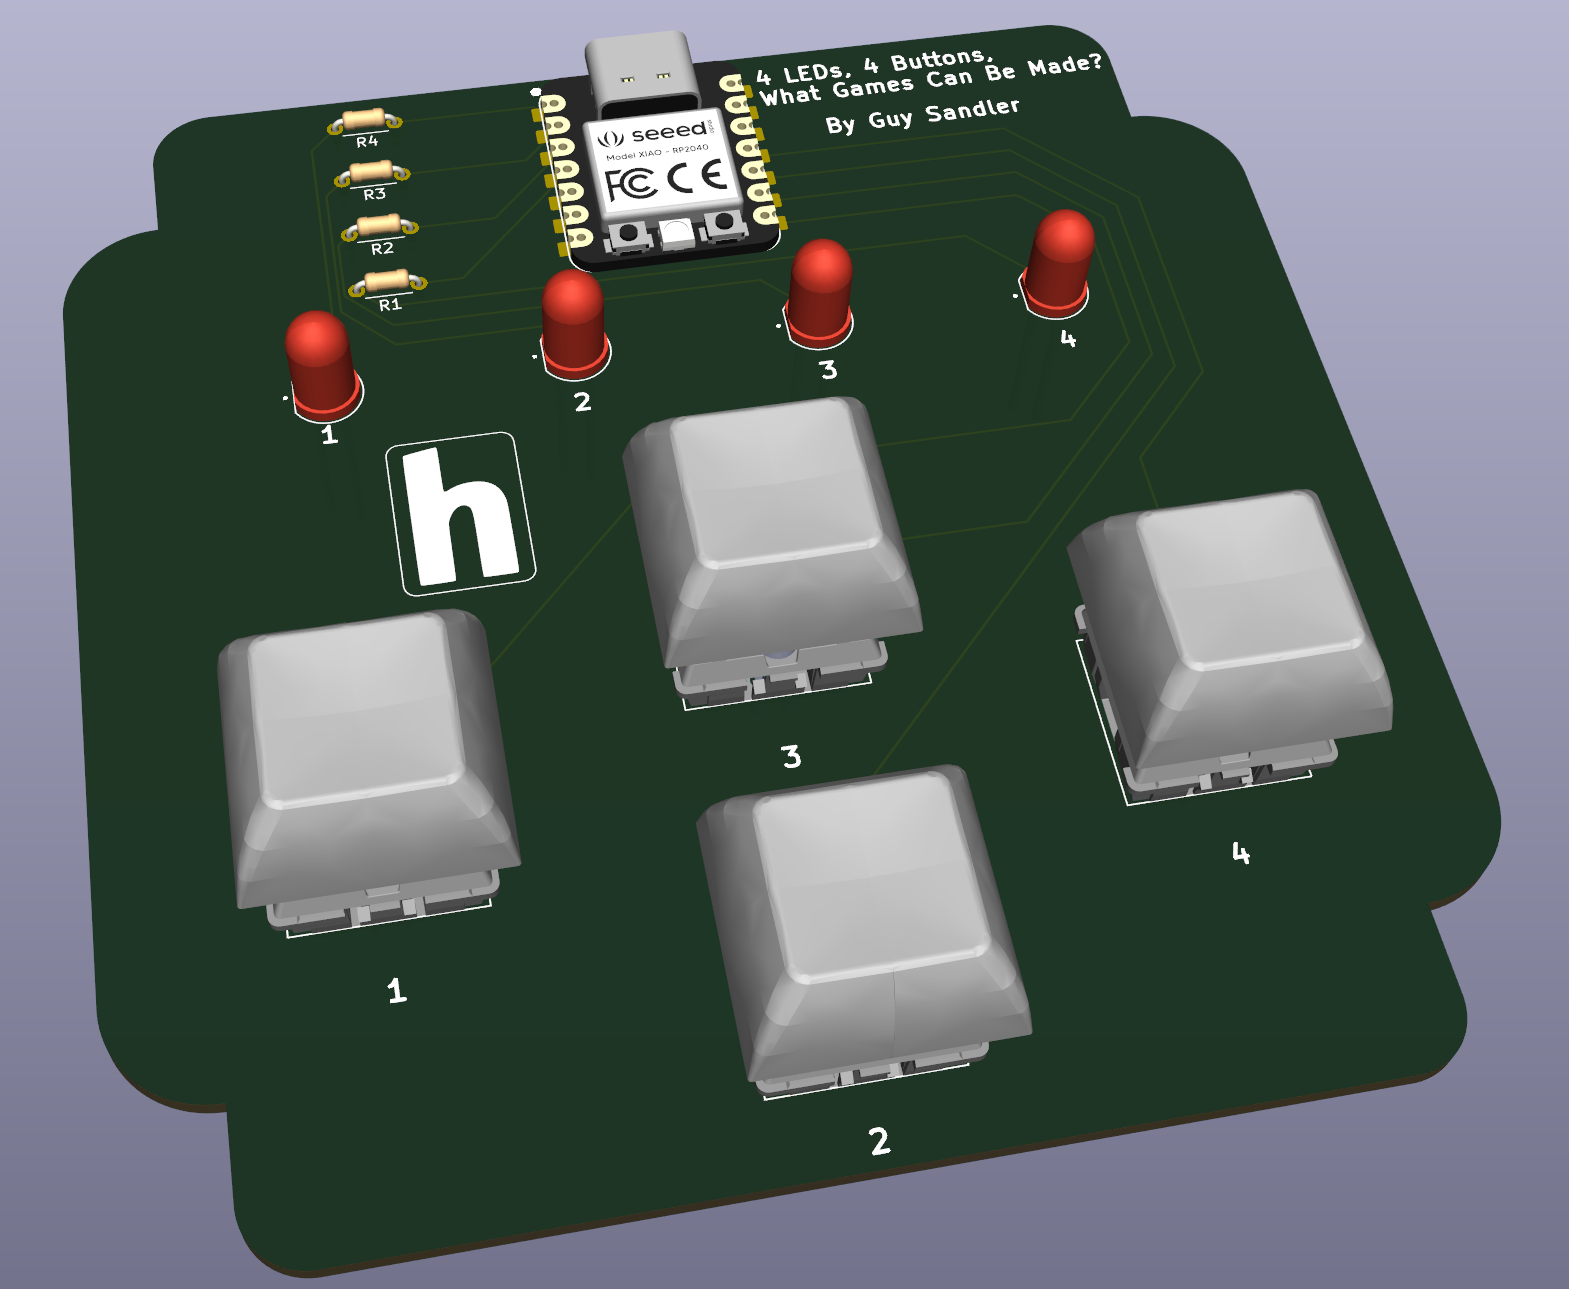 4 LEDs, 4 Buttons,
What Games Can Be Made?
By Guy Sandler
seeed
Model XIAO - RP2040
FCC CE
R4
R3
R2
R1
1
2
3
4
h
3
4
1
2